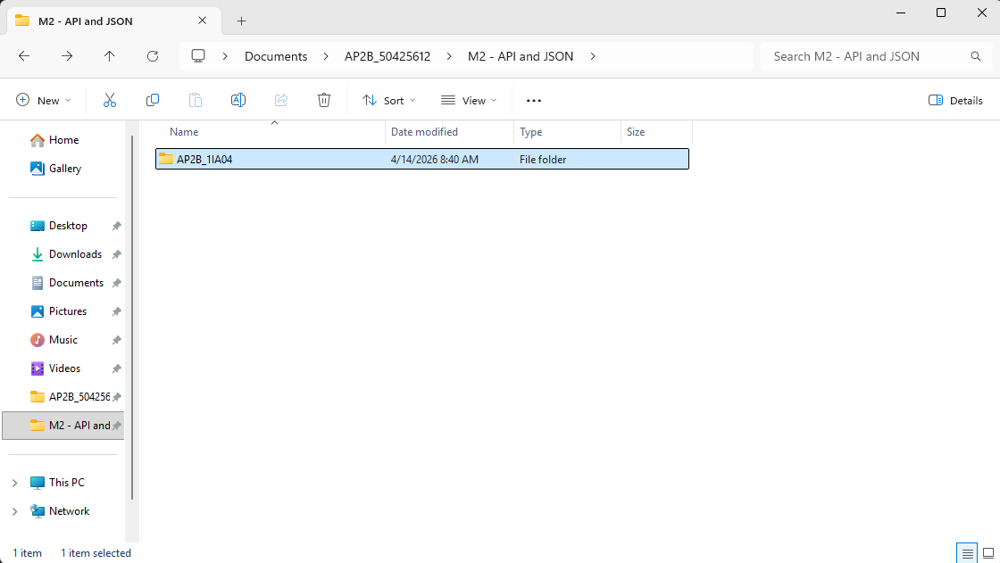 M2 - API and JSON
Documents
AP2B_50425612
M2 - API and JSON
Search M2 - API and JSON
New
Sort
View
Details
Name
Date modified
Type
Size
AP2B_1IA04
4/14/2026 8:40 AM
File folder
Home
Gallery
Desktop
Downloads
Documents
Pictures
Music
Videos
AP2B_504256
M2 - API and
This PC
Network
1 item
1 item selected